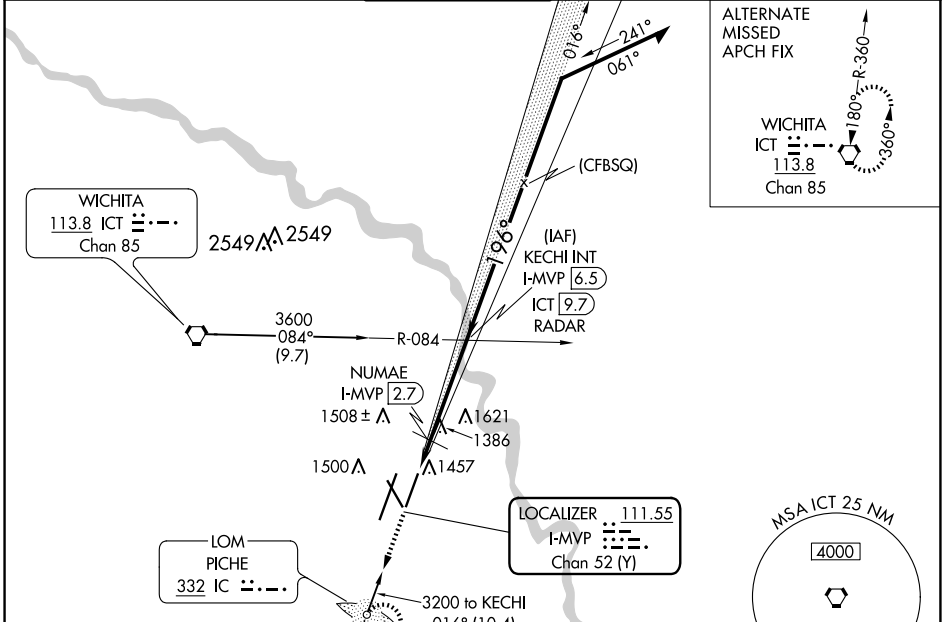 ALTERNATE
MISSED
APCH FIX
R-360
180°
360°
WICHITA
ICT
113.8
Chan 85
016°
241°
061°
(CFBSQ)
196°
WICHITA
113.8 ICT
Chan 85
2549 2549
(IAF)
KECHI INT
I-MVP 6.5
ICT 9.7
RADAR
3600
084°
(9.7)
R-084
NUMAE
I-MVP 2.7
1508 ±
1621
1386
1500
1457
LOCALIZER 111.55
I-MVP
Chan 52 (Y)
LOM
PICHE
332 IC
3200 to KECHI
016° (10.4)
MSA ICT 25 NM
4000